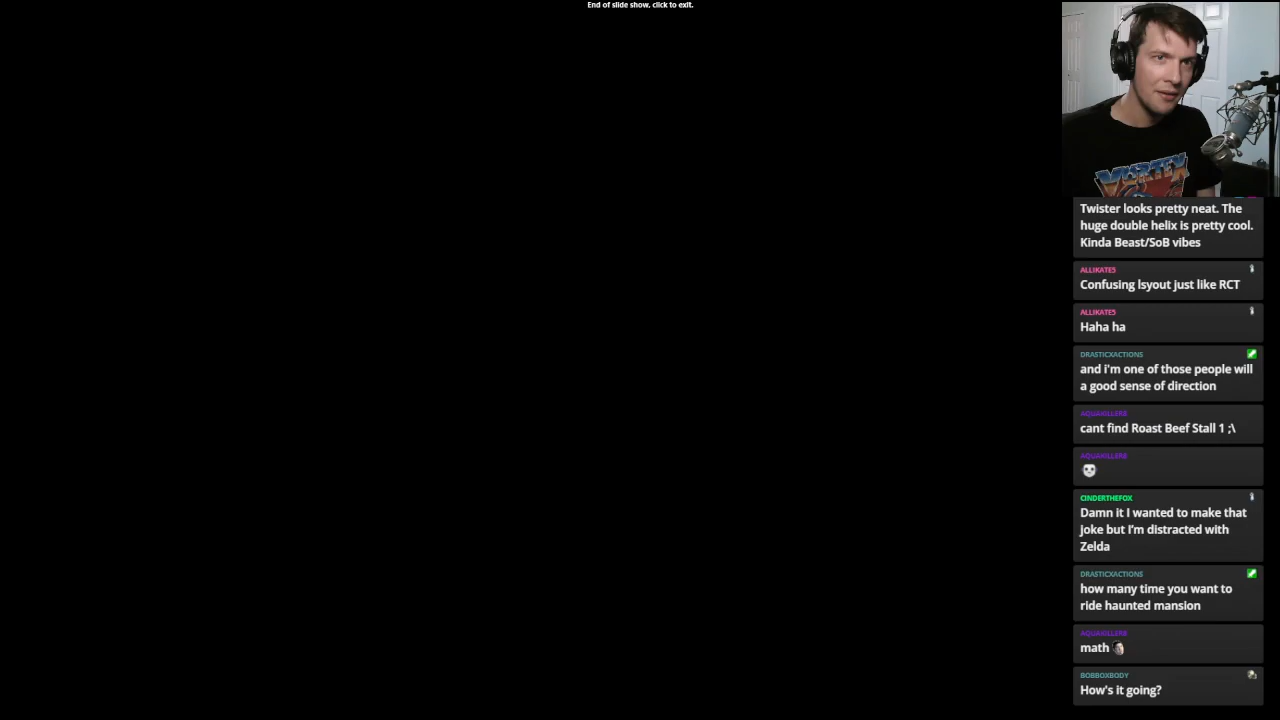 End of slide show, click to exit.
VORTEX
Twister looks pretty neat. The
huge double helix is pretty cool.
Kinda Beast/SoB vibes
ALLIKATES
Confusing lsyout just like RCT
ALLIKATES
Haha ha
DRASTICXACTIONS
and i'm one of those people will
a good sense of direction
AQUAKILLER8
cant find Roast Beef Stall 1 ;\
AQUAKILLER8
CINDERTHEFOX
Damn it I wanted to make that
joke but I'm distracted with
Zelda
DRASTICXACTIONS
how many time you want to
ride haunted mansion
AQUAKILLER8
math
BOBBOXBODY
How's it going?